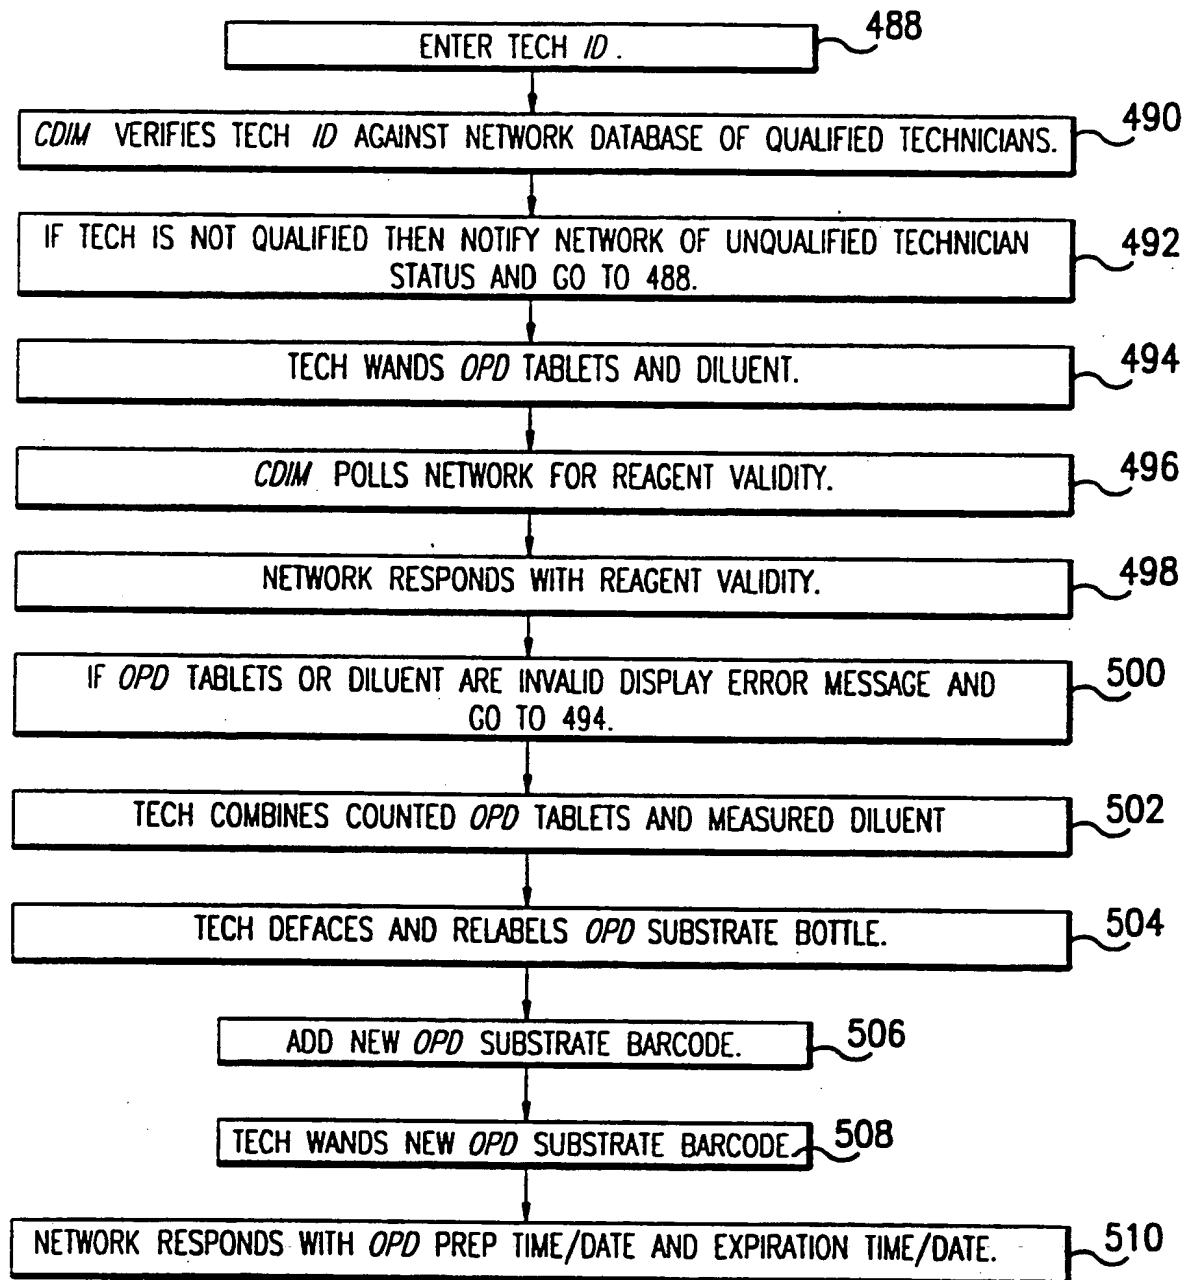 ENTER TECH ID.
488
CDIM VERIFIES TECH ID AGAINST NETWORK DATABASE OF QUALIFIED TECHNICIANS.
490
IF TECH IS NOT QUALIFIED THEN NOTIFY NETWORK OF UNQUALIFIED TECHNICIAN
STATUS AND GO TO 488.
492
TECH WANDS OPD TABLETS AND DILUENT.
494
CDIM POLLS NETWORK FOR REAGENT VALIDITY.
496
NETWORK RESPONDS WITH REAGENT VALIDITY.
498
IF OPD TABLETS OR DILUENT ARE INVALID DISPLAY ERROR MESSAGE AND
GO TO 494.
500
TECH COMBINES COUNTED OPD TABLETS AND MEASURED DILUENT
502
TECH DEFACES AND RELABELS OPD SUBSTRATE BOTTLE.
504
ADD NEW OPD SUBSTRATE BARCODE.
506
TECH WANDS NEW OPD SUBSTRATE BARCODE.
508
NETWORK RESPONDS WITH OPD PREP TIME/DATE AND EXPIRATION TIME/DATE.
510